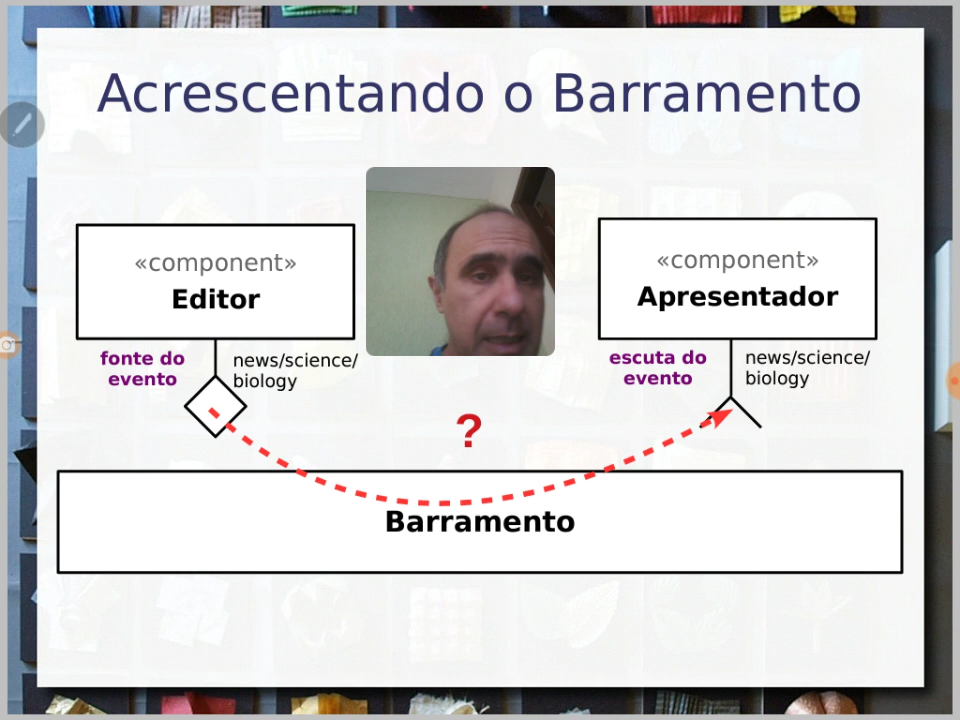 Acrescentando o Barramento
«component»
Editor
«component»
Apresentador
fonte do
evento
news/science/
biology
escuta do
evento
news/science/
biology
?
Barramento